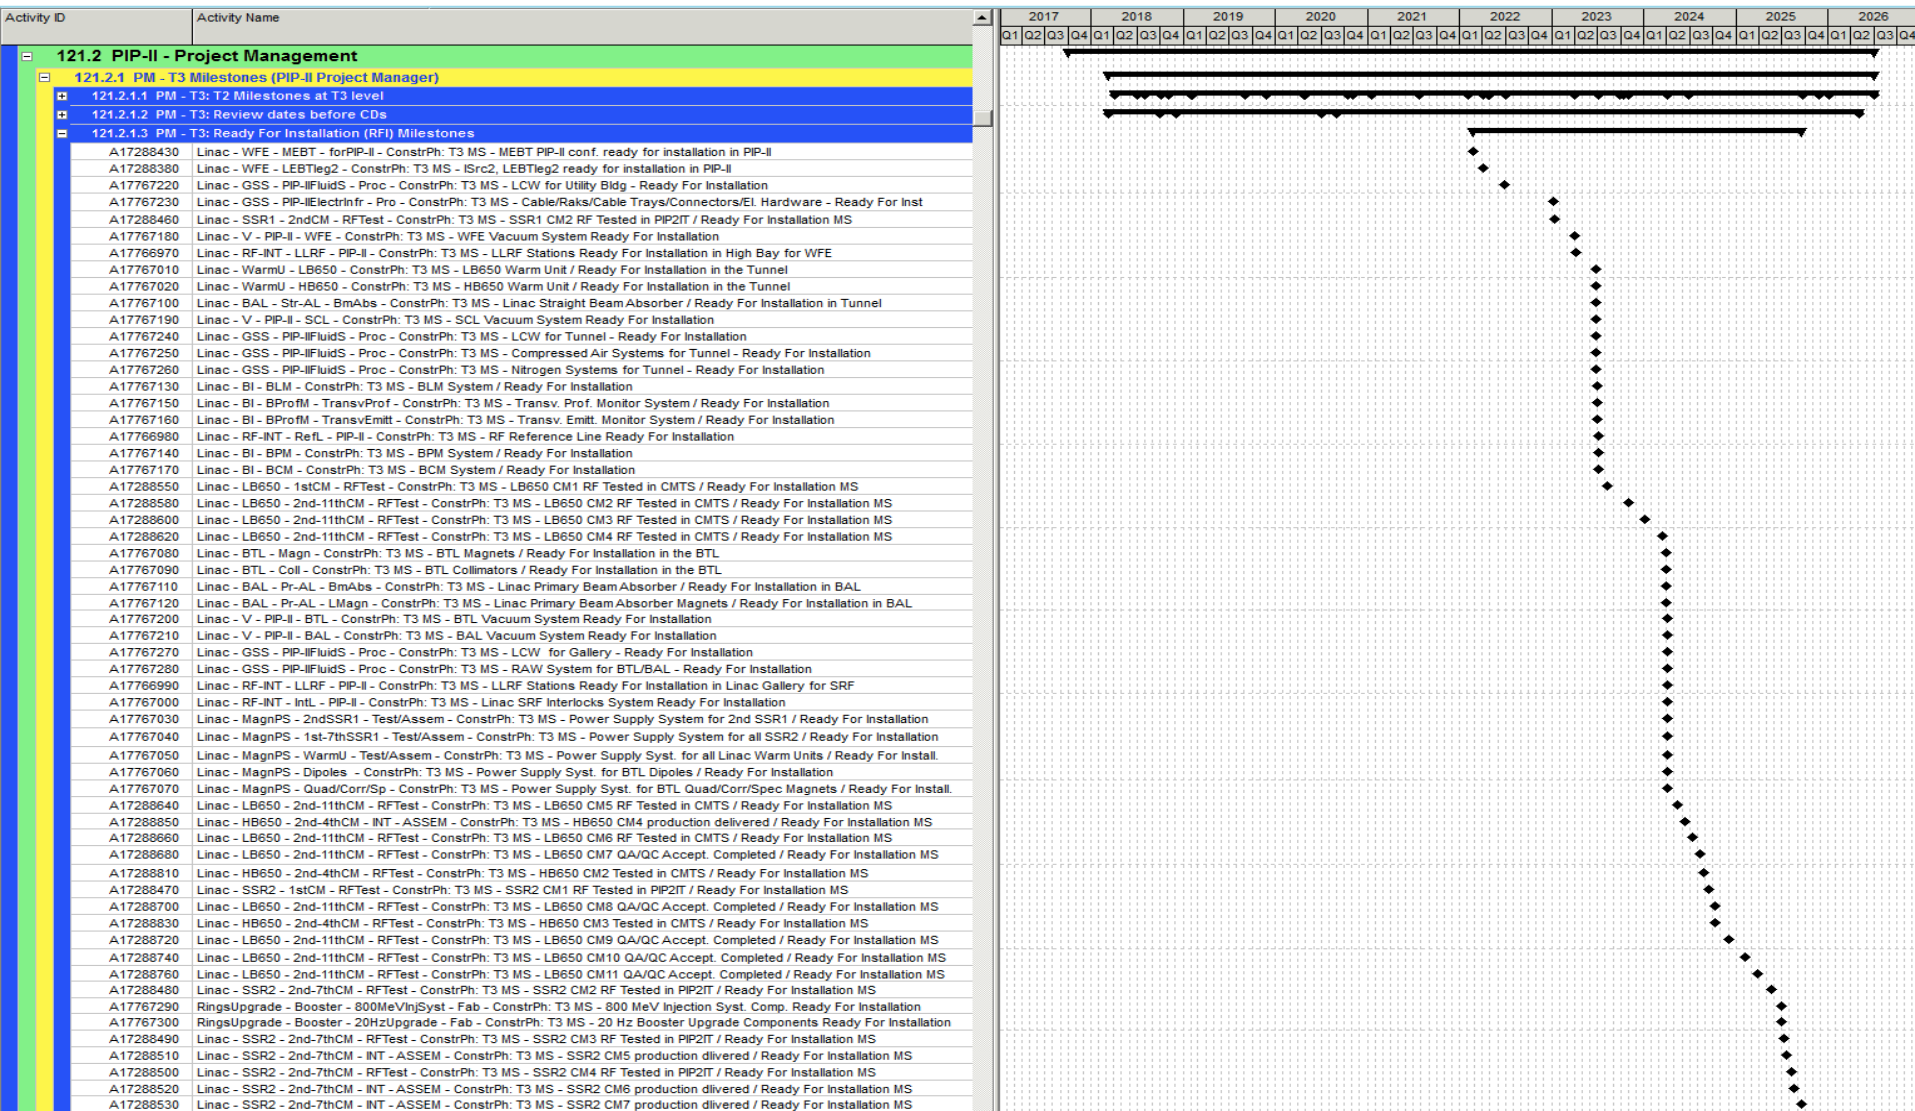 Activity ID Activity Name 2017 2018 2019 2020 2021 2022 2023 2024 2025 2026
Q1 Q2 Q3 Q4 Q1 Q2 Q3 Q4 Q1 Q2 Q3 Q4 Q1 Q2 Q3 Q4 Q1 Q2 Q3 Q4 Q1 Q2 Q3 Q4 Q1 Q2 Q3 Q4 Q1 Q2 Q3 Q4 Q1 Q2 Q3 Q4 Q1 Q2 Q3 Q4
121.2 PIP-II - Project Management
121.2.1 PM - T3 Milestones (PIP-II Project Manager)
121.2.1.1 PM - T3: T2 Milestones at T3 level
121.2.1.2 PM - T3: Review dates before CDs
121.2.1.3 PM - T3: Ready For Installation (RFI) Milestones
A17288430 Linac - WFE - MEBT - forPIP-II - ConstrPh: T3 MS - MEBT PIP-II conf. ready for installation in PIP-II
A17288380 Linac - WFE - LEBTleg2 - ConstrPh: T3 MS - ISrc2, LEBTleg2 ready for installation in PIP-II
A17767220 Linac - GSS - PIP-IIFluidS - Proc - ConstrPh: T3 MS - LCW for Utility Bldg - Ready For Installation
A17767230 Linac - GSS - PIP-IIElectrInfr - Pro - ConstrPh: T3 MS - Cable/Raks/Cable Trays/Connectors/El. Hardware - Ready For Inst
A17288460 Linac - SSR1 - 2ndCM - RFTest - ConstrPh: T3 MS - SSR1 CM2 RF Tested in PIP2IT / Ready For Installation MS
A17767180 Linac - V - PIP-II - WFE - ConstrPh: T3 MS - WFE Vacuum System Ready For Installation
A17766970 Linac - RF-INT - LLRF - PIP-II - ConstrPh: T3 MS - LLRF Stations Ready For Installation in High Bay for WFE
A17767010 Linac - WarmU - LB650 - ConstrPh: T3 MS - LB650 Warm Unit / Ready For Installation in the Tunnel
A17767020 Linac - WarmU - HB650 - ConstrPh: T3 MS - HB650 Warm Unit / Ready For Installation in the Tunnel
A17767100 Linac - BAL - Str-AL - BmAbs - ConstrPh: T3 MS - Linac Straight Beam Absorber / Ready For Installation in Tunnel
A17767190 Linac - V - PIP-II - SCL - ConstrPh: T3 MS - SCL Vacuum System Ready For Installation
A17767240 Linac - GSS - PIP-IIFluidS - Proc - ConstrPh: T3 MS - LCW for Tunnel - Ready For Installation
A17767250 Linac - GSS - PIP-IIFluidS - Proc - ConstrPh: T3 MS - Compressed Air Systems for Tunnel - Ready For Installation
A17767260 Linac - GSS - PIP-IIFluidS - Proc - ConstrPh: T3 MS - Nitrogen Systems for Tunnel - Ready For Installation
A17767130 Linac - BI - BLM - ConstrPh: T3 MS - BLM System / Ready For Installation
A17767150 Linac - BI - BProfM - TransvProf - ConstrPh: T3 MS - Transv. Prof. Monitor System / Ready For Installation
A17767160 Linac - BI - BProfM - TransvEmitt - ConstrPh: T3 MS - Transv. Emitt. Monitor System / Ready For Installation
A17766980 Linac - RF-INT - RefL - PIP-II - ConstrPh: T3 MS - RF Reference Line Ready For Installation
A17767140 Linac - BI - BPM - ConstrPh: T3 MS - BPM System / Ready For Installation
A17767170 Linac - BI - BCM - ConstrPh: T3 MS - BCM System / Ready For Installation
A17288550 Linac - LB650 - 1stCM - RFTest - ConstrPh: T3 MS - LB650 CM1 RF Tested in CMTS / Ready For Installation MS
A17288580 Linac - LB650 - 2nd-11thCM - RFTest - ConstrPh: T3 MS - LB650 CM2 RF Tested in CMTS / Ready For Installation MS
A17288600 Linac - LB650 - 2nd-11thCM - RFTest - ConstrPh: T3 MS - LB650 CM3 RF Tested in CMTS / Ready For Installation MS
A17288620 Linac - LB650 - 2nd-11thCM - RFTest - ConstrPh: T3 MS - LB650 CM4 RF Tested in CMTS / Ready For Installation MS
A17767080 Linac - BTL - Magn - ConstrPh: T3 MS - BTL Magnets / Ready For Installation in the BTL
A17767090 Linac - BTL - Coll - ConstrPh: T3 MS - BTL Collimators / Ready For Installation in the BTL
A17767110 Linac - BAL - Pr-AL - BmAbs - ConstrPh: T3 MS - Linac Primary Beam Absorber / Ready For Installation in BAL
A17767120 Linac - BAL - Pr-AL - LMagn - ConstrPh: T3 MS - Linac Primary Beam Absorber Magnets / Ready For Installation in BAL
A17767200 Linac - V - PIP-II - BTL - ConstrPh: T3 MS - BTL Vacuum System Ready For Installation
A17767210 Linac - V - PIP-II - BAL - ConstrPh: T3 MS - BAL Vacuum System Ready For Installation
A17767270 Linac - GSS - PIP-IIFluidS - Proc - ConstrPh: T3 MS - LCW for Gallery - Ready For Installation
A17767280 Linac - GSS - PIP-IIFluidS - Proc - ConstrPh: T3 MS - RAW System for BTL/BAL - Ready For Installation
A17766990 Linac - RF-INT - LLRF - PIP-II - ConstrPh: T3 MS - LLRF Stations Ready For Installation in Linac Gallery for SRF
A17767000 Linac - RF-INT - IntL - PIP-II - ConstrPh: T3 MS - Linac SRF Interlocks System Ready For Installation
A17767030 Linac - MagnPS - 2ndSSR1 - Test/Assem - ConstrPh: T3 MS - Power Supply System for 2nd SSR1 / Ready For Installation
A17767040 Linac - MagnPS - 1st-7thSSR1 - Test/Assem - ConstrPh: T3 MS - Power Supply System for all SSR2 / Ready For Installation
A17767050 Linac - MagnPS - WarmU - Test/Assem - ConstrPh: T3 MS - Power Supply Syst. for all Linac Warm Units / Ready For Install.
A17767060 Linac - MagnPS - Dipoles - ConstrPh: T3 MS - Power Supply Syst. for BTL Dipoles / Ready For Installation
A17767070 Linac - MagnPS - Quad/Corr/Sp - ConstrPh: T3 MS - Power Supply Syst. for BTL Quad/Corr/Spec Magnets / Ready For Install.
A17288640 Linac - LB650 - 2nd-11thCM - RFTest - ConstrPh: T3 MS - LB650 CM5 RF Tested in CMTS / Ready For Installation MS
A17288850 Linac - HB650 - 2nd-4thCM - INT - ASSEM - ConstrPh: T3 MS - HB650 CM4 production delivered / Ready For Installation MS
A17288660 Linac - LB650 - 2nd-11thCM - RFTest - ConstrPh: T3 MS - LB650 CM6 RF Tested in CMTS / Ready For Installation MS
A17288680 Linac - LB650 - 2nd-11thCM - RFTest - ConstrPh: T3 MS - LB650 CM7 QA/QC Accept. Completed / Ready For Installation MS
A17288810 Linac - HB650 - 2nd-4thCM - RFTest - ConstrPh: T3 MS - HB650 CM2 Tested in CMTS / Ready For Installation MS
A17288470 Linac - SSR2 - 1stCM - RFTest - ConstrPh: T3 MS - SSR2 CM1 RF Tested in PIP2IT / Ready For Installation MS
A17288700 Linac - LB650 - 2nd-11thCM - RFTest - ConstrPh: T3 MS - LB650 CM8 QA/QC Accept. Completed / Ready For Installation MS
A17288830 Linac - HB650 - 2nd-4thCM - RFTest - ConstrPh: T3 MS - HB650 CM3 Tested in CMTS / Ready For Installation MS
A17288720 Linac - LB650 - 2nd-11thCM - RFTest - ConstrPh: T3 MS - LB650 CM9 QA/QC Accept. Completed / Ready For Installation MS
A17288740 Linac - LB650 - 2nd-11thCM - RFTest - ConstrPh: T3 MS - LB650 CM10 QA/QC Accept. Completed / Ready For Installation MS
A17288760 Linac - LB650 - 2nd-11thCM - RFTest - ConstrPh: T3 MS - LB650 CM11 QA/QC Accept. Completed / Ready For Installation MS
A17288480 Linac - SSR2 - 2nd-7thCM - RFTest - ConstrPh: T3 MS - SSR2 CM2 RF Tested in PIP2IT / Ready For Installation MS
A17767290 RingsUpgrade - Booster - 800MeVInjSyst - Fab - ConstrPh: T3 MS - 800 MeV Injection Syst. Comp. Ready For Installation
A17767300 RingsUpgrade - Booster - 20HzUpgrade - Fab - ConstrPh: T3 MS - 20 Hz Booster Upgrade Components Ready For Installation
A17288490 Linac - SSR2 - 2nd-7thCM - RFTest - ConstrPh: T3 MS - SSR2 CM3 RF Tested in PIP2IT / Ready For Installation MS
A17288510 Linac - SSR2 - 2nd-7thCM - INT - ASSEM - ConstrPh: T3 MS - SSR2 CM5 production dlivered / Ready For Installation MS
A17288500 Linac - SSR2 - 2nd-7thCM - RFTest - ConstrPh: T3 MS - SSR2 CM4 RF Tested in PIP2IT / Ready For Installation MS
A17288520 Linac - SSR2 - 2nd-7thCM - INT - ASSEM - ConstrPh: T3 MS - SSR2 CM6 production dlivered / Ready For Installation MS
A17288530 Linac - SSR2 - 2nd-7thCM - INT - ASSEM - ConstrPh: T3 MS - SSR2 CM7 production dlivered / Ready For Installation MS